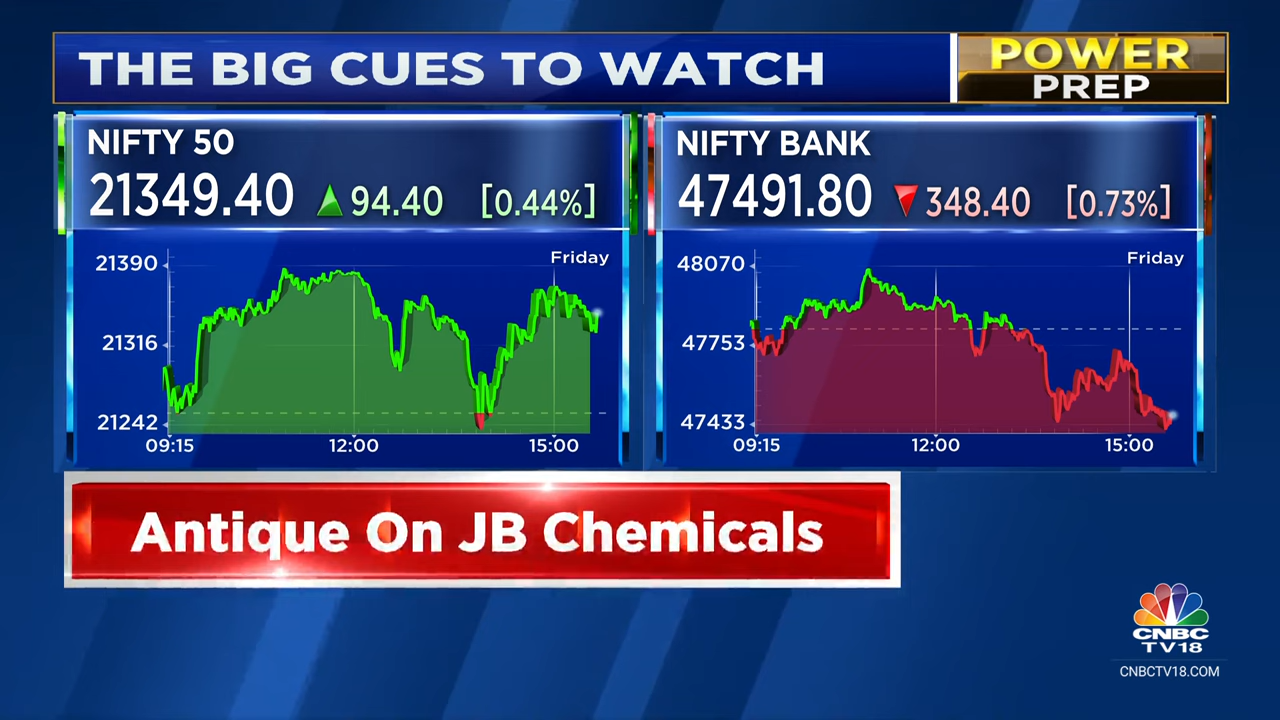 THE BIG CUES TO WATCH
POWER
PREP
NIFTY 50
21349.40 ▲ 94.40 [0.44%]
Friday
21390
21316
21242
09:15 12:00 15:00
NIFTY BANK
47491.80 ▼ 348.40 [0.73%]
Friday
48070
47753
47433
09:15 12:00 15:00
Antique On JB Chemicals
CNBC
TV18
CNBCTV18.COM